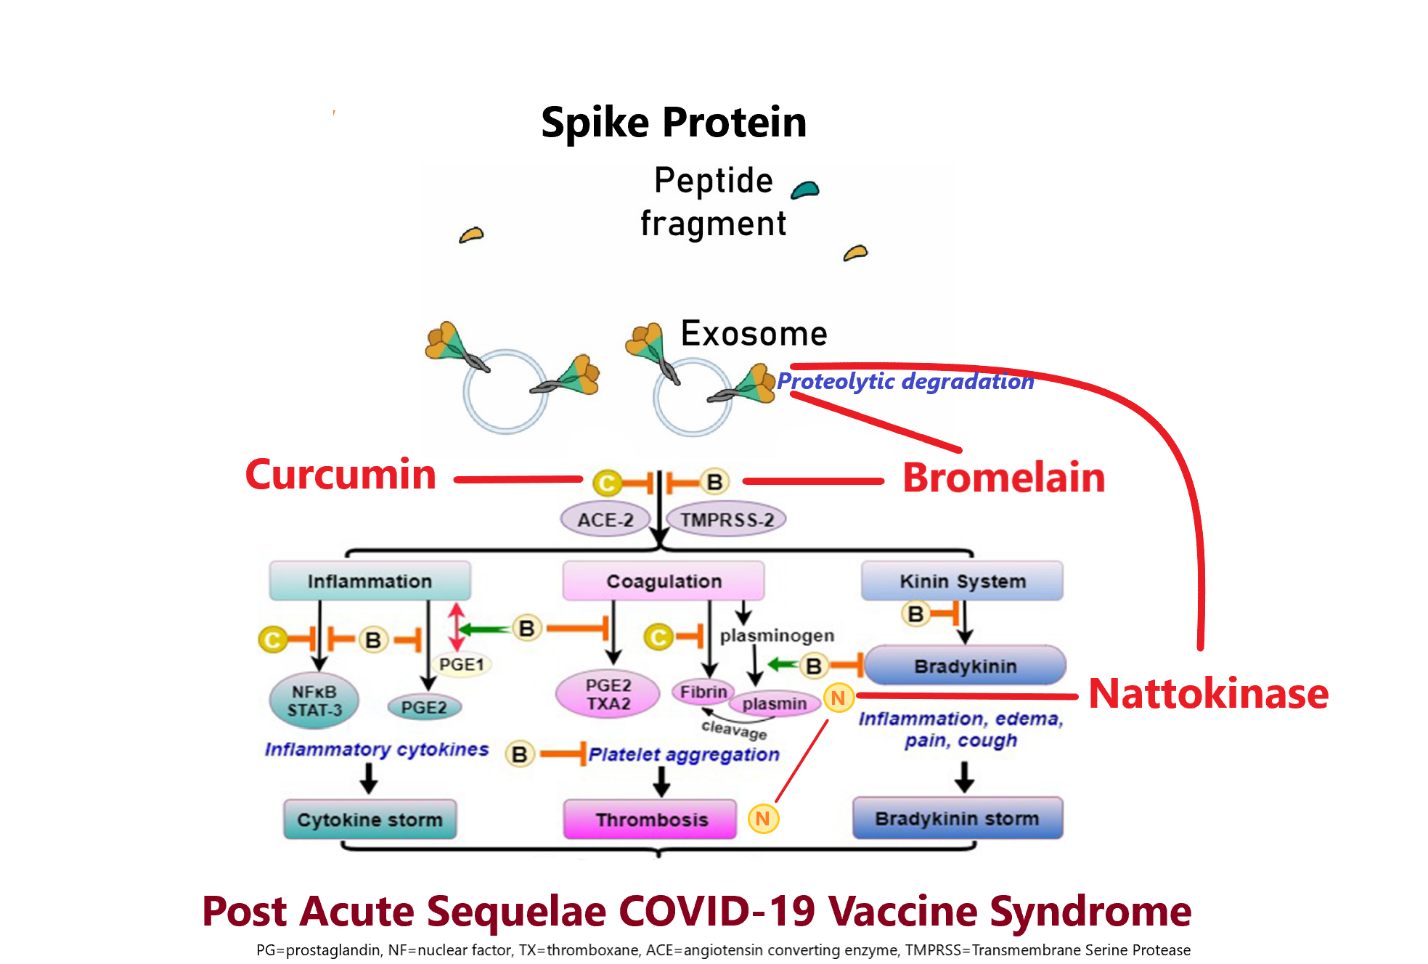 Spike Protein
Peptide
fragment
Exosome
Proteolytic degradation
Curcumin
C
B
Bromelain
ACE-2
TMPRSS-2
Inflammation
Coagulation
Kinin System
B
C
B
B
C
plasminogen
PGE1
B
Bradykinin
NFκB
STAT-3
PGE2
PGE2
TXA2
Fibrin
plasmin
N
Nattokinase
cleavage
Inflammation, edema,
pain, cough
Inflammatory cytokines
B
Platelet aggregation
Cytokine storm
Thrombosis
N
Bradykinin storm
Post Acute Sequelae COVID-19 Vaccine Syndrome
PG=prostaglandin, NF=nuclear factor, TX=thromboxane, ACE=angiotensin converting enzyme, TMPRSS=Transmembrane Serine Protease